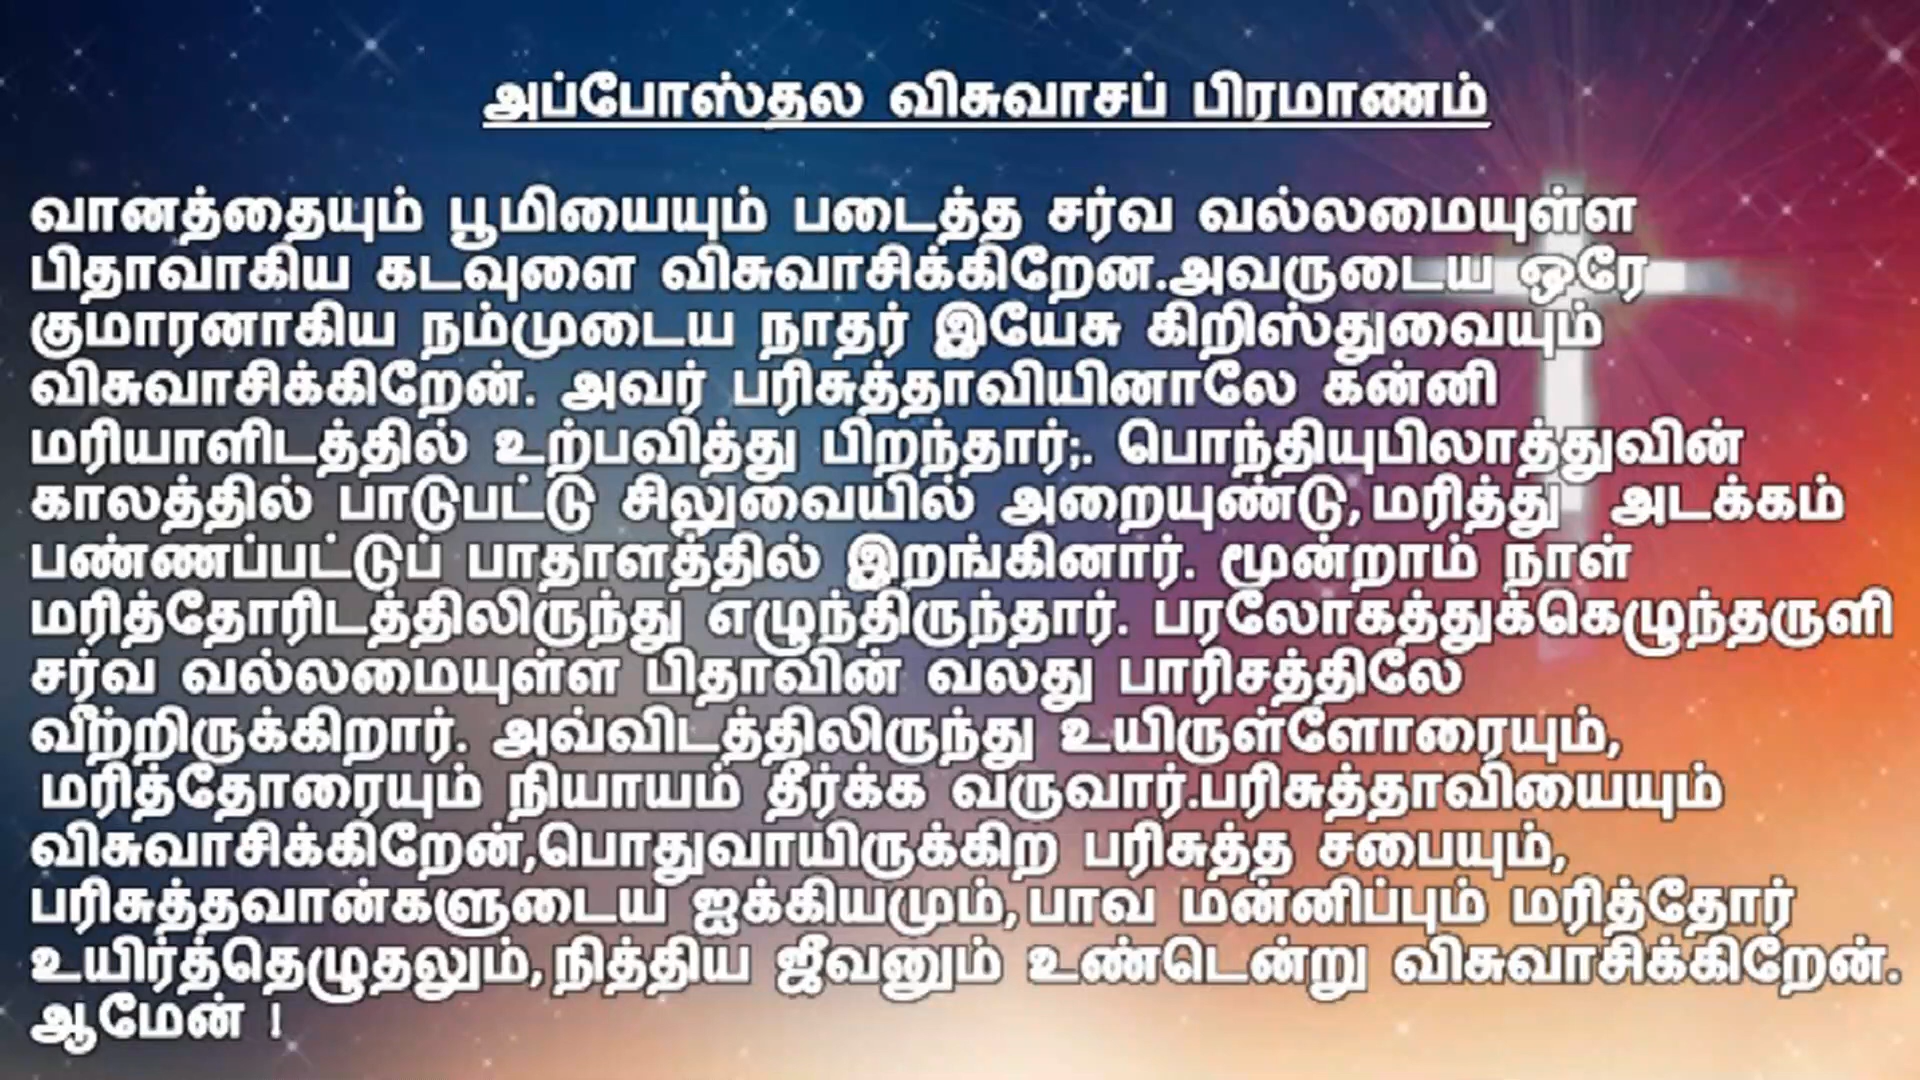 அப்போஸ்தல விசுவாசப் பிரமாணம்
வானத்தையும் பூமியையும் படைத்த சர்வ வல்லமையுள்ள
பிதாவாகிய கடவுளை விசுவாசிக்கிறேன.அவருடைய ஒரே
குமாரனாகிய நம்முடைய நாதர் இயேசு கிறிஸ்துவையும்
விசுவாசிக்கிறேன். அவர் பரிசுத்தாவியினாலே கன்னி
மரியாளிடத்தில் உற்பவித்து பிறந்தார்;. பொந்தியுபிலாத்துவின்
காலத்தில் பாடுபட்டு சிலுவையில் அறையுண்டு,மரித்து அடக்கம்
பண்ணப்பட்டுப் பாதாளத்தில் இறங்கினார். மூன்றாம் நாள்
மரித்தோரிடத்திலிருந்து எழுந்திருந்தார். பரலோகத்துக்கெழுந்தருளி
சர்வ வல்லமையுள்ள பிதாவின் வலது பாரிசத்திலே
வீற்றிருக்கிறார். அவ்விடத்திலிருந்து உயிருள்ளோரையும்,
மரித்தோரையும் நியாயம் தீர்க்க வருவார்.பரிசுத்தாவியையும்
விசுவாசிக்கிறேன்,பொதுவாயிருக்கிற பரிசுத்த சபையும்,
பரிசுத்தவான்களுடைய ஐக்கியமும்,பாவ மன்னிப்பும் மரித்தோர்
உயிர்த்தெழுதலும்,நித்திய ஜீவனும் உண்டென்று விசுவாசிக்கிறேன்.
ஆமேன் !